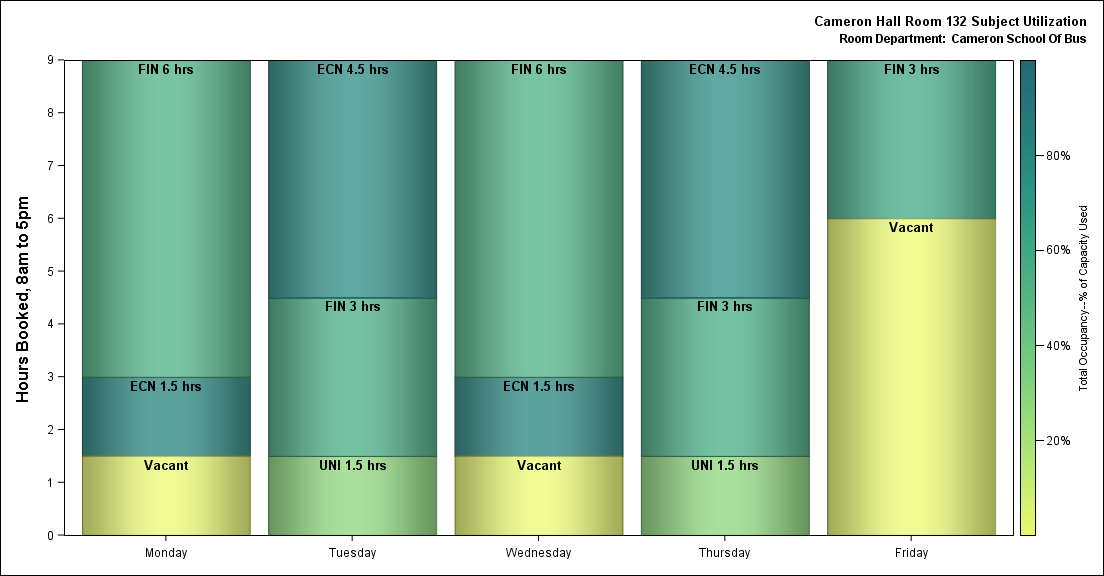 Cameron Hall Room 132 Subject Utilization
Room Department: Cameron School Of Bus
Hours Booked, 8am to 5pm
9
8
7
6
5
4
3
2
1
0
FIN 6 hrs
ECN 1.5 hrs
Vacant
ECN 4.5 hrs
FIN 3 hrs
UNI 1.5 hrs
FIN 6 hrs
ECN 1.5 hrs
Vacant
ECN 4.5 hrs
FIN 3 hrs
UNI 1.5 hrs
FIN 3 hrs
Vacant
Monday
Tuesday
Wednesday
Thursday
Friday
80%
60%
40%
20%
Total Occupancy--% of Capacity Used